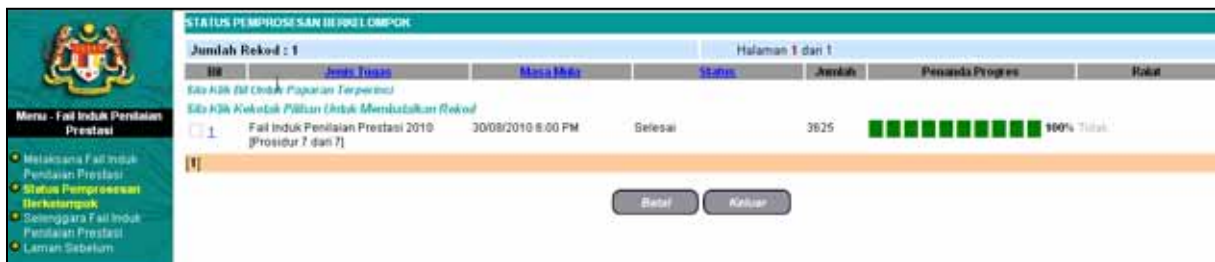 STATUS PEMPROSESAN BERKELOMPOK
Jumlah Rekod : 1 Halaman 1 dari 1
Bil Jenis Tugas Masa Mula Status Jumlah Penanda Progres Ralat
Sila Klik Bil Untuk Paparan Terperinci
Sila Klik Kekotak Pilihan Untuk Membatalkan Rekod
1 Fail Induk Penilaian Prestasi 2010 30/08/2010 6:00 PM Selesai 3625 100% Tidak
[Prosidur 7 dari 7]
[1]
Batal Keluar
Menu - Fail Induk Penilaian
Prestasi
Melaksana Fail Induk
Penilaian Prestasi
Status Pemprosesan
Berkelompok
Selenggara Fail Induk
Penilaian Prestasi
Laman Sebelum